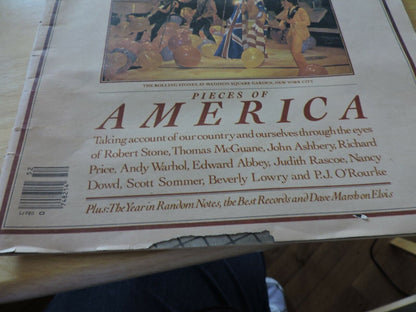 THE ROLLING STONES AT MADISON SQUARE GARDEN, NEW YORK CITY
PIECES OF
AMERICA
Taking account of our country and ourselves through the eyes
of Robert Stone, Thomas McGuane, John Ashbery, Richard
Price, Andy Warhol, Edward Abbey, Judith Rascoe, Nancy
Dowd, Scott Sommer, Beverly Lowry and P.J. O'Rourke
Plus: The Year in Random Notes, the Best Records and Dave Marsh on Elvis